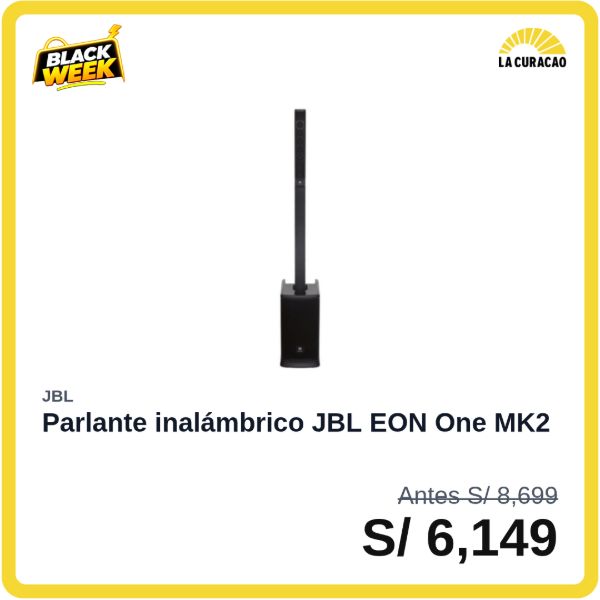 BLACK
WEEK
LA CURACAO
JBL
Parlante inalámbrico JBL EON One MK2
Antes S/ 8,699
S/ 6,149